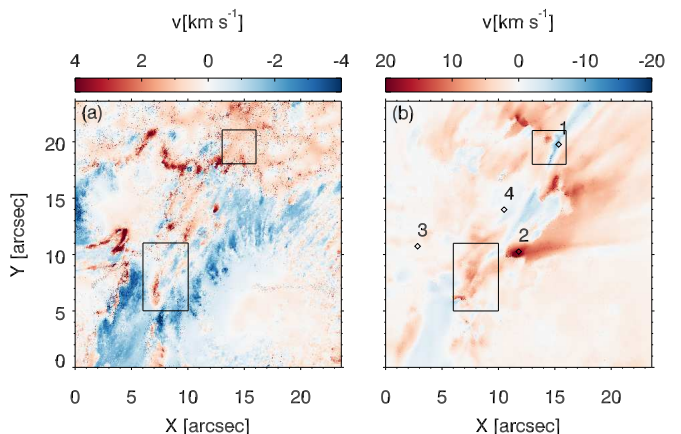 v[km s⁻¹] v[km s⁻¹]
4 2 0 -2 -4 20 10 0 -10 -20
(a) (b)
1
20
15
4
3
2
10
5
0
Y [arcsec]
0 5 10 15 20 0 5 10 15 20
X [arcsec] X [arcsec]